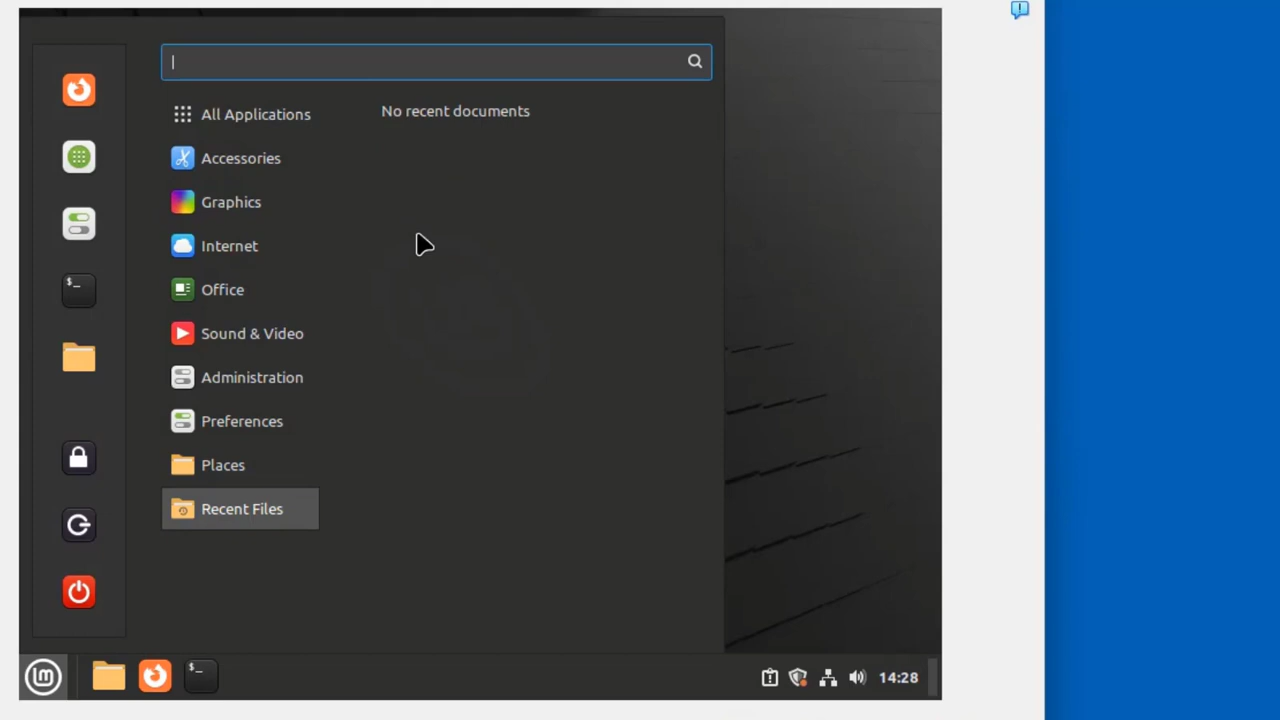 All Applications
No recent documents
Accessories
Graphics
Internet
Office
Sound & Video
Administration
Preferences
Places
Recent Files
$_
$_
14:28